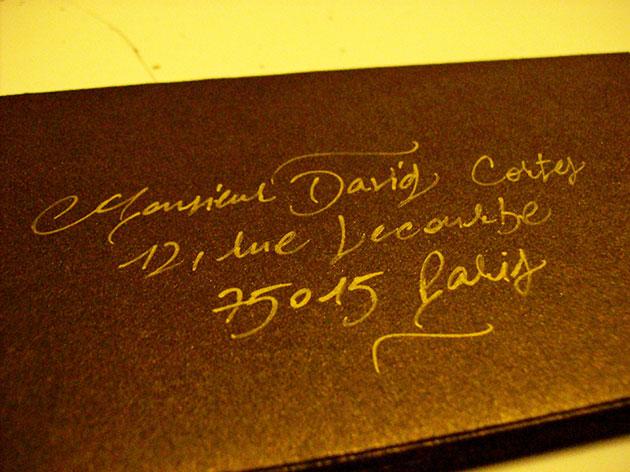 Monsieur David Cortes
12, rue Lecourbe
75015 Paris